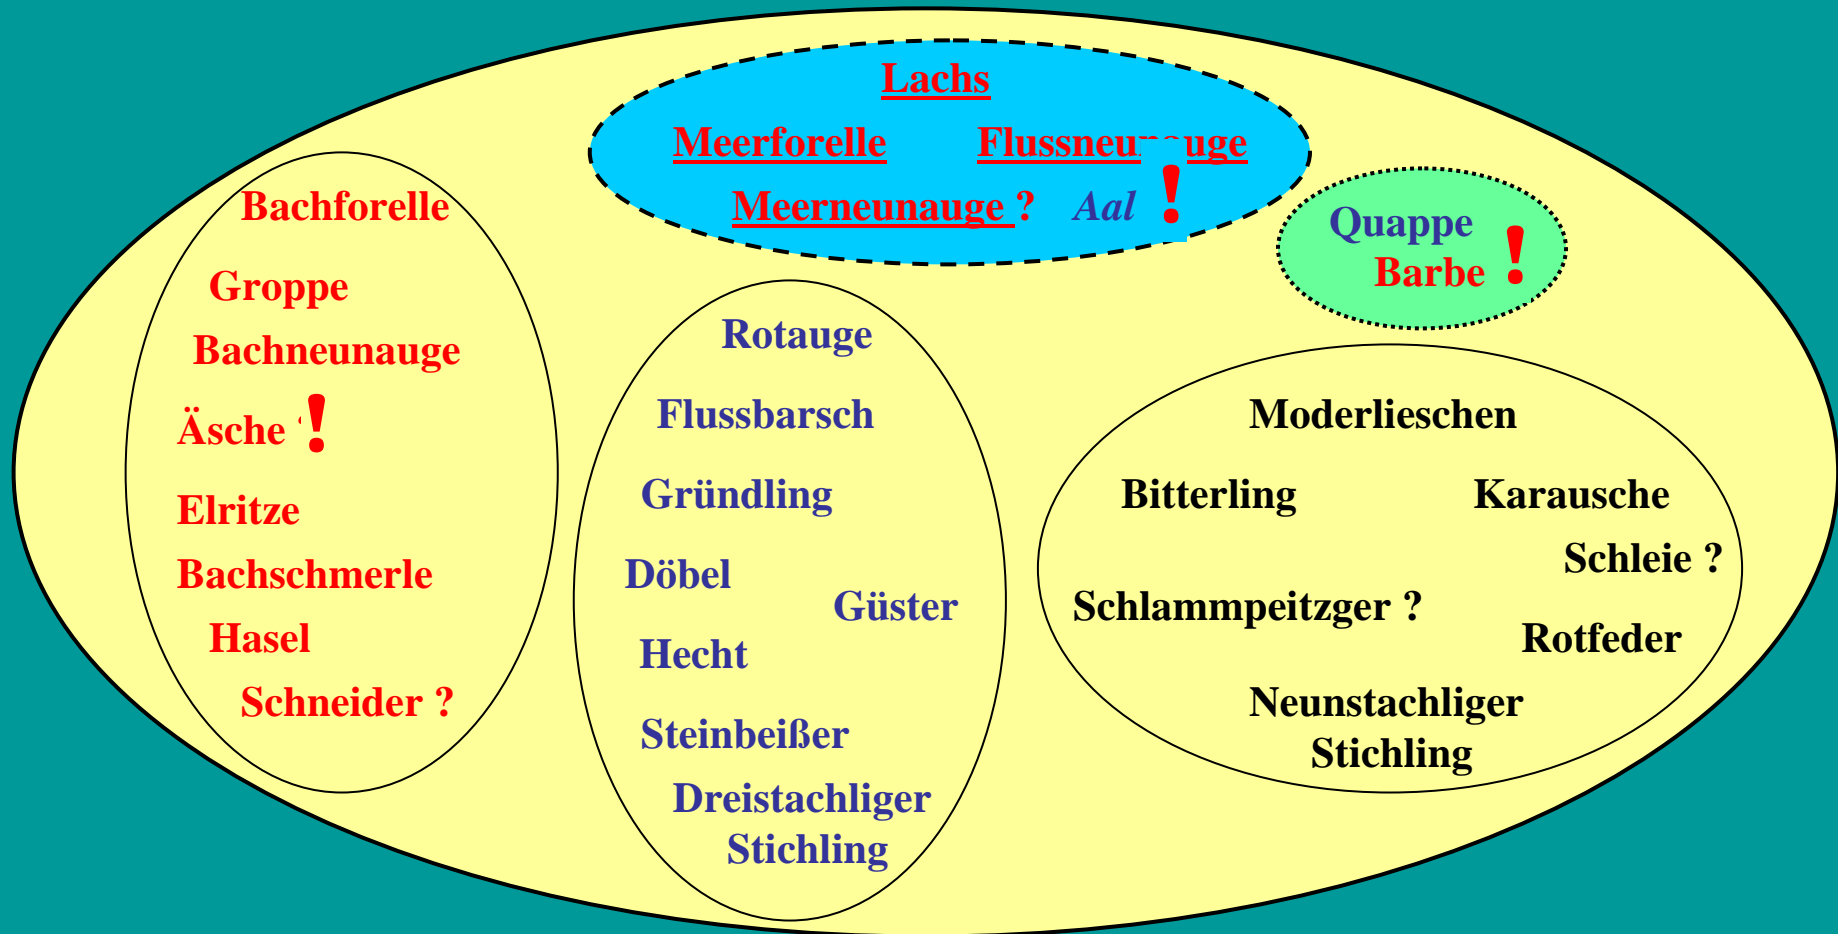 Lachs
Meerforelle Flussneunauge
Meerneunauge ? Aal !
Bachforelle
Groppe
Bachneunauge
Äsche !
Elritze
Bachschmerle
Hasel
Schneider ?
Rotauge
Flussbarsch
Gründling
Döbel
Güster
Hecht
Steinbeißer
Dreistachliger
Stichling
Quappe
Barbe !
Moderlieschen
Bitterling Karausche
Schleie ?
Schlammpeitzger ?
Rotfeder
Neunstachliger
Stichling